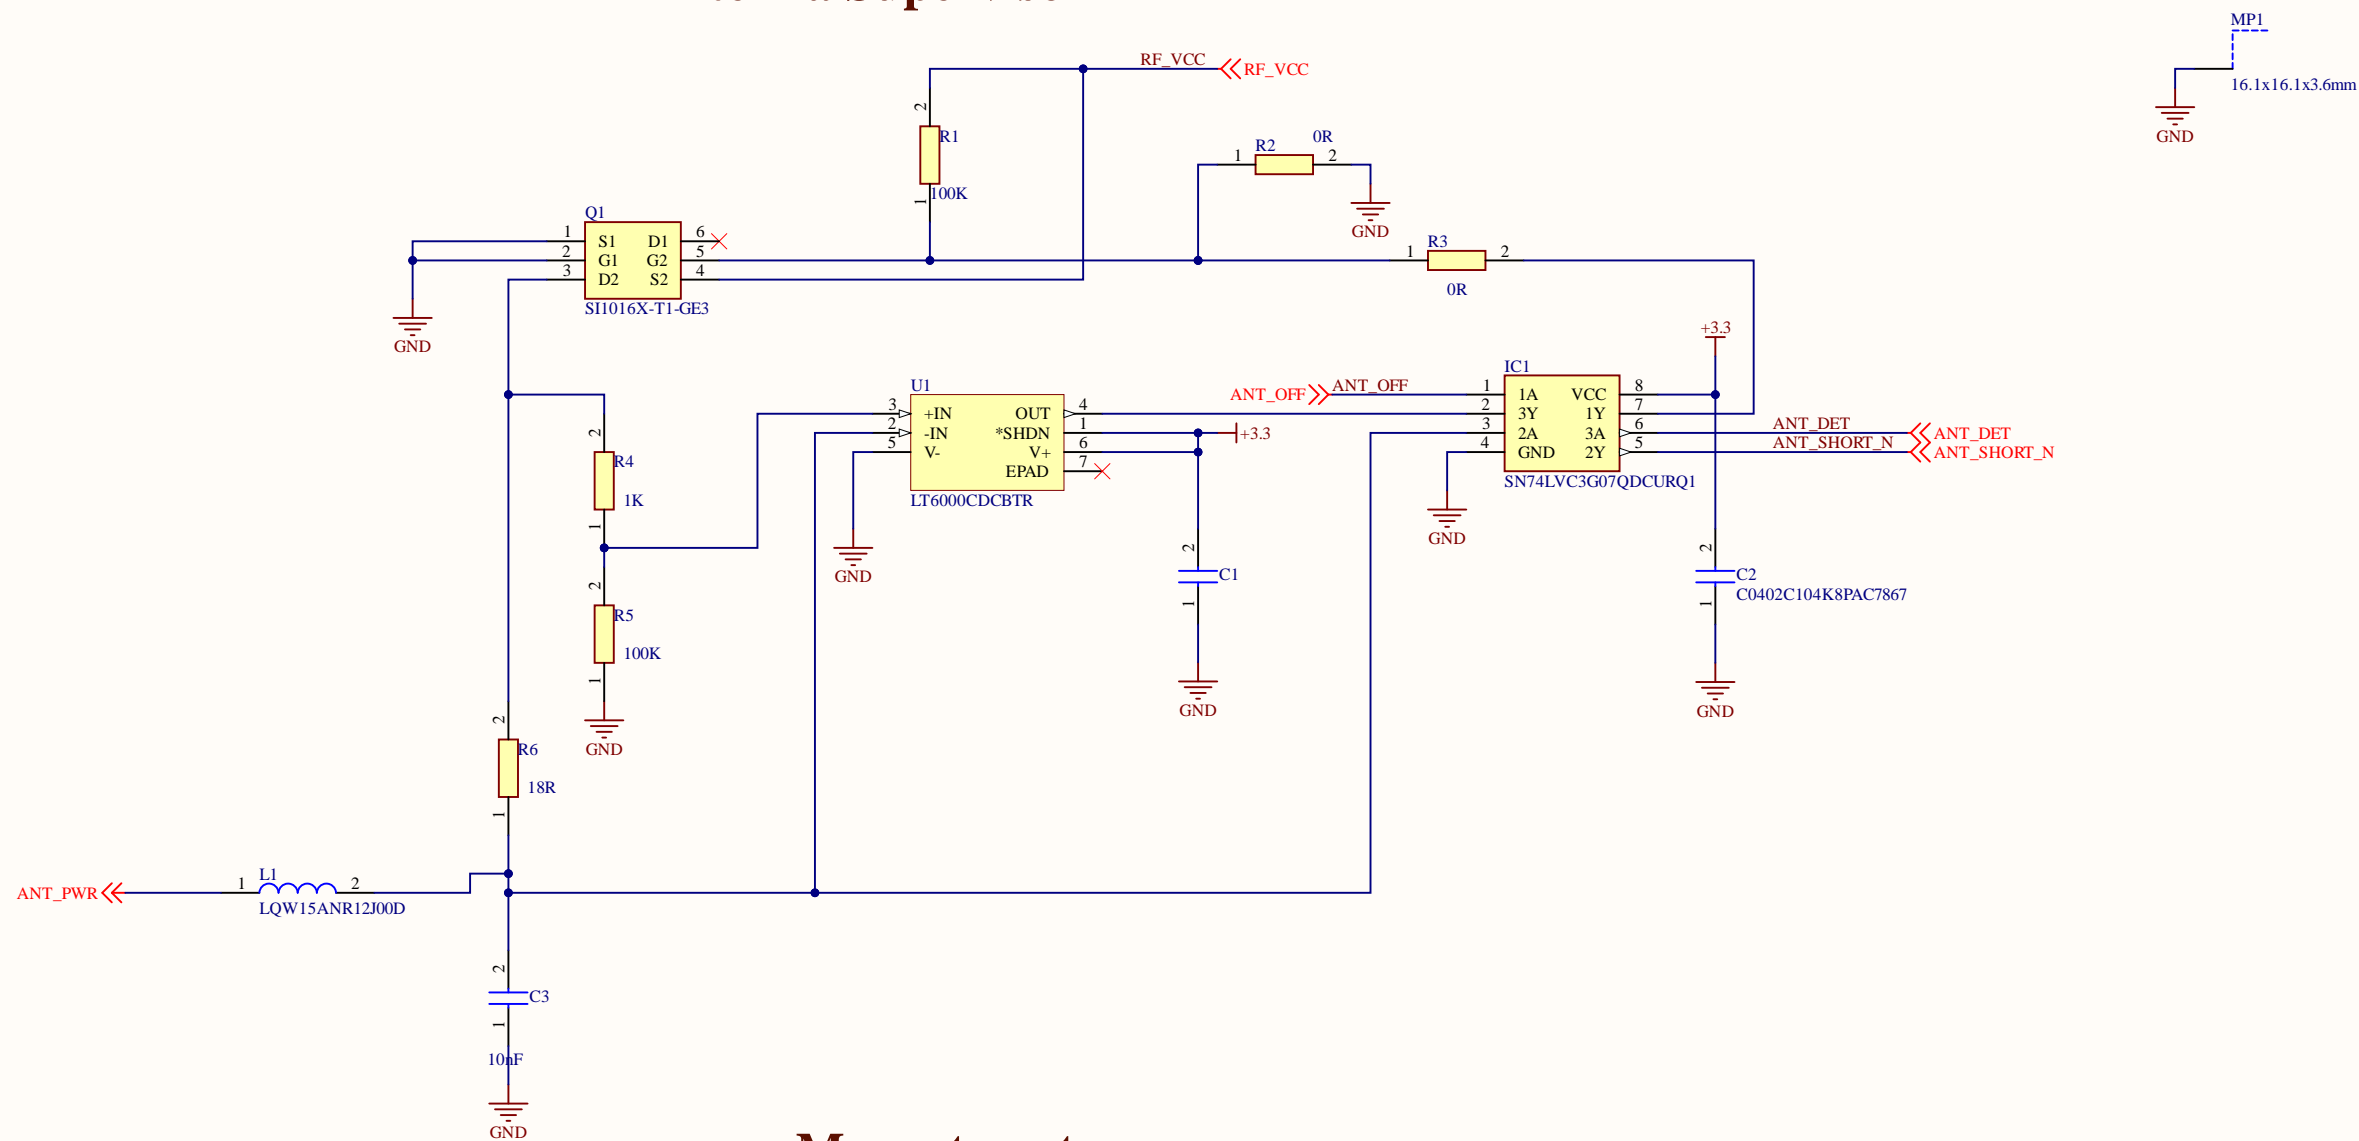 MP1
16.1x16.1x3.6mm
GND
RF_VCC
RF_VCC
2
R1
100K
1
R2
0R
1
2
GND
Q1
1 S1 D1 6
2 G1 G2 5
3 D2 S2 4
SI1016X-T1-GE3
GND
R3
1
2
0R
+3.3
U1
3 +IN OUT 4
2 -IN *SHDN 1
5 V- V+ 6
EPAD 7
LT6000CDCBTR
+3.3
GND
ANT_OFF
ANT_OFF
IC1
1 1A VCC 8
2 3Y 1Y 7
3 2A 3A 6
4 GND 2Y 5
SN74LVC3G07QDCURQ1
ANT_DET
ANT_DET
ANT_SHORT_N
ANT_SHORT_N
GND
2
R4
1K
1
2
R5
100K
1
GND
2
C1
1
GND
2
C2
C0402C104K8PAC7867
1
GND
2
R6
18R
1
ANT_PWR
1
L1
2
LQW15ANR12J00D
2
C3
1
10nF
GND